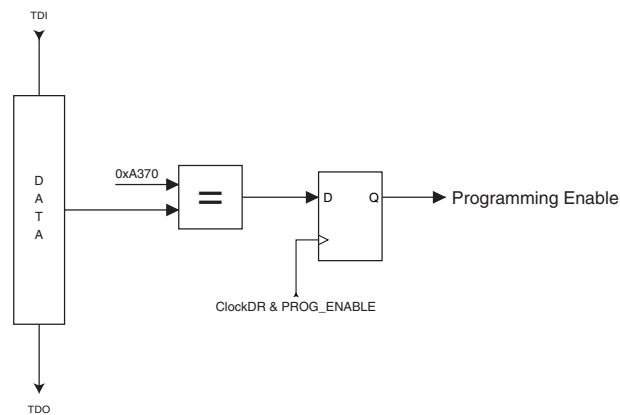 TDI
0xA370
D
A
T
A
=
D Q
Programming Enable
ClockDR & PROG_ENABLE
TDO